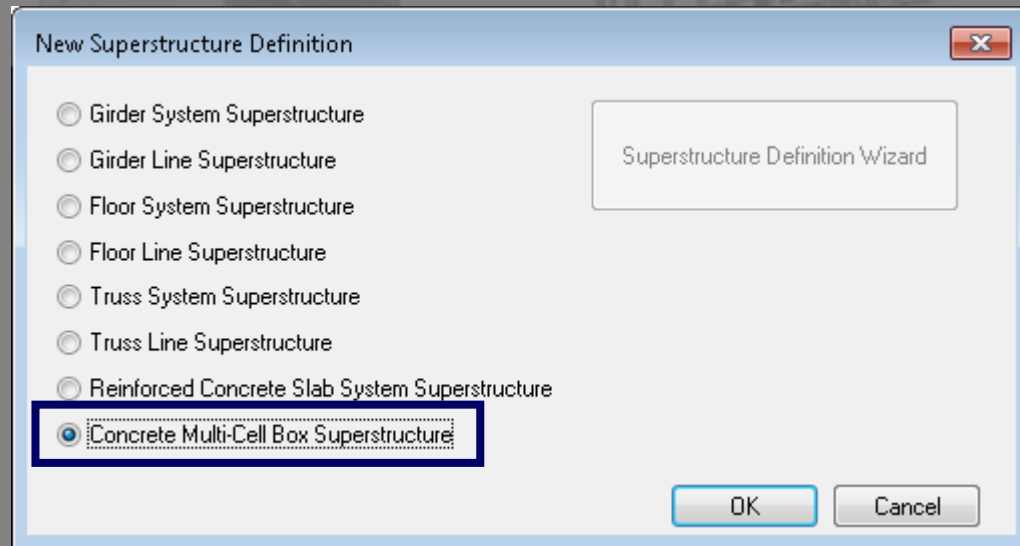 New Superstructure Definition
Girder System Superstructure
Girder Line Superstructure
Floor System Superstructure
Floor Line Superstructure
Truss System Superstructure
Truss Line Superstructure
Reinforced Concrete Slab System Superstructure
Concrete Multi-Cell Box Superstructure
Superstructure Definition Wizard
OK
Cancel